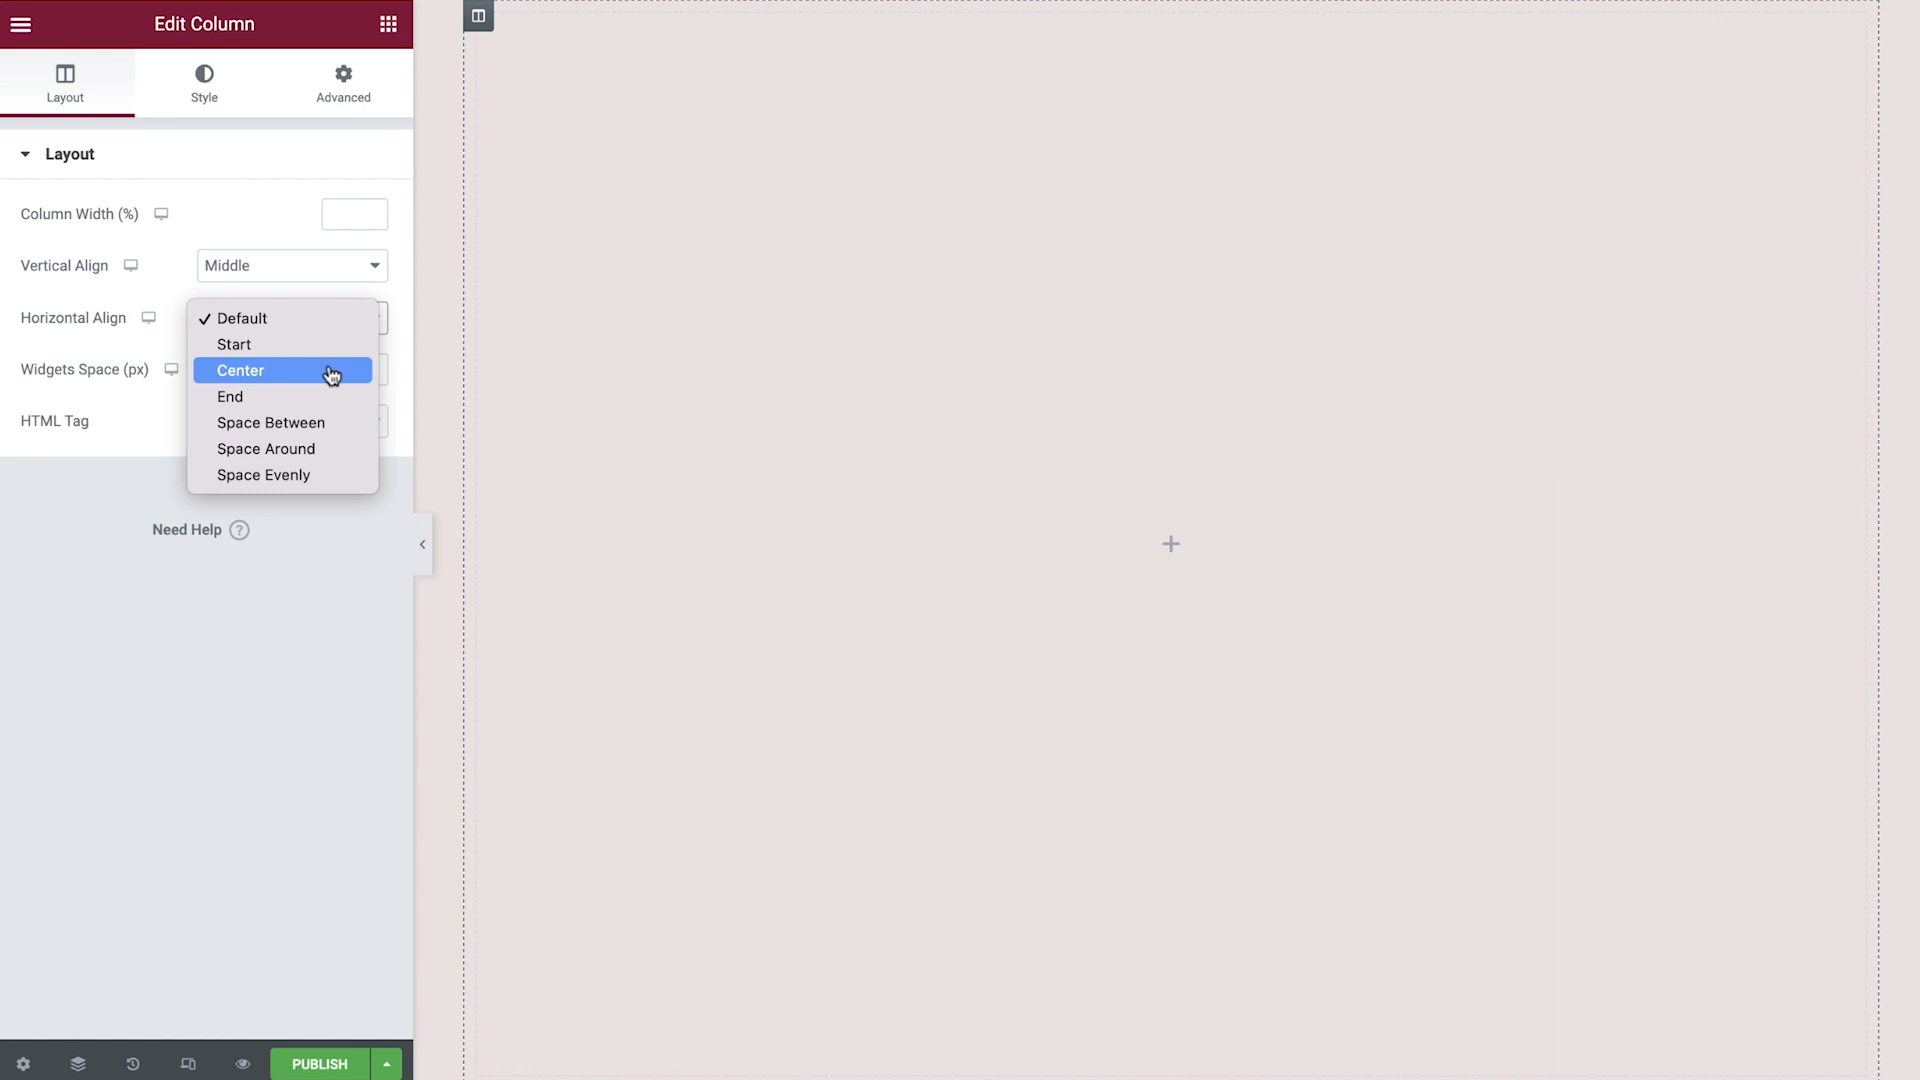 Edit Column
Layout
Style
Advanced
Layout
Column Width (%)
Vertical Align
Middle
Horizontal Align
Default
Start
Widgets Space (px)
Center
End
HTML Tag
Space Between
Space Around
Space Evenly
Need Help ?
PUBLISH